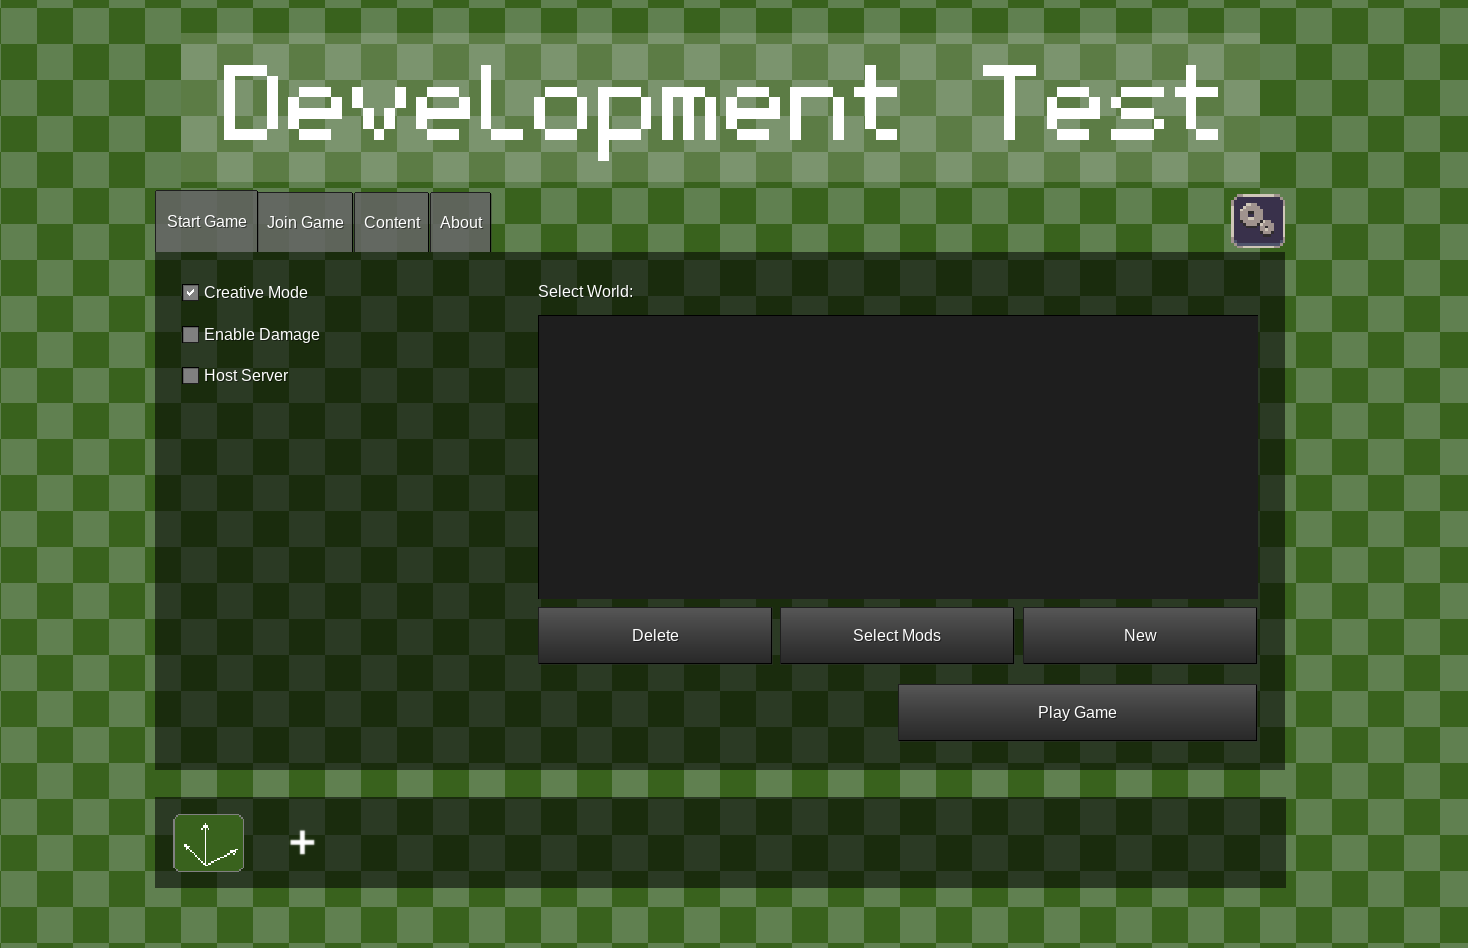 Development Test
Start Game
Join Game
Content
About
Creative Mode
Enable Damage
Host Server
Select World:
Delete
Select Mods
New
Play Game